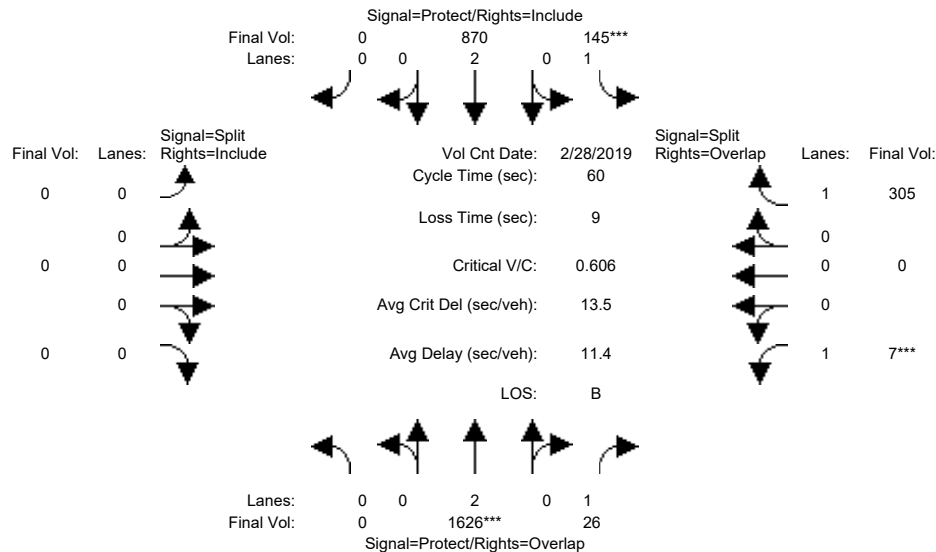 Signal=Protect/Rights=Include
Final Vol: 0 870 145***
Lanes: 0 0 2 0 1
Signal=Split
Final Vol: Lanes: Rights=Include
Vol Cnt Date: 2/28/2019
Signal=Split
Rights=Overlap Lanes: Final Vol:
Cycle Time (sec): 60
0 0 1 305
Loss Time (sec): 9
0 0
0 0 Critical V/C: 0.606 0 0
0 Avg Crit Del (sec/veh): 13.5 0
0 0 Avg Delay (sec/veh): 11.4 1 7***
LOS: B
Lanes: 0 0 2 0 1
Final Vol: 0 1626*** 26
Signal=Protect/Rights=Overlap